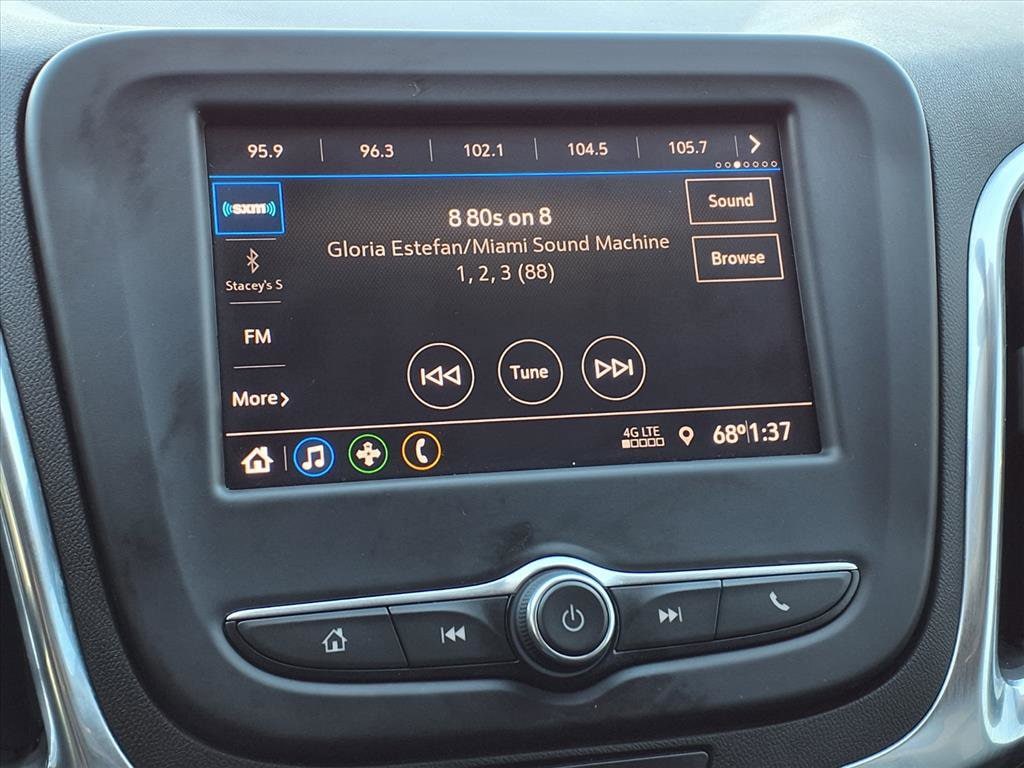 95.9 96.3 102.1 104.5 105.7
sxm
8 80s on 8
Sound
Gloria Estefan/Miami Sound Machine
1, 2, 3 (88)
Browse
Stacey's S
FM
Tune
More
4G LTE
68° 1:37